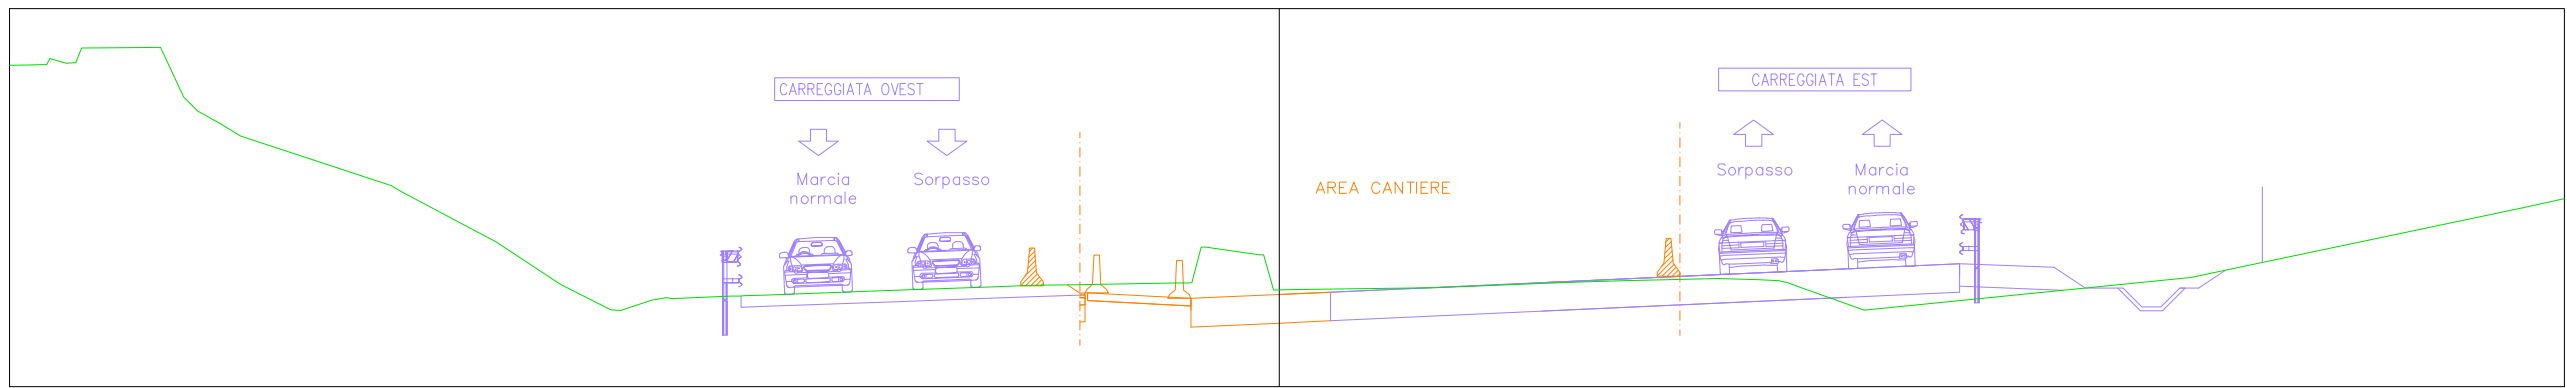 CARREGGIATA OVEST
CARREGGIATA EST
Marcia
normale
Sorpasso
AREA CANTIERE
Sorpasso
Marcia
normale